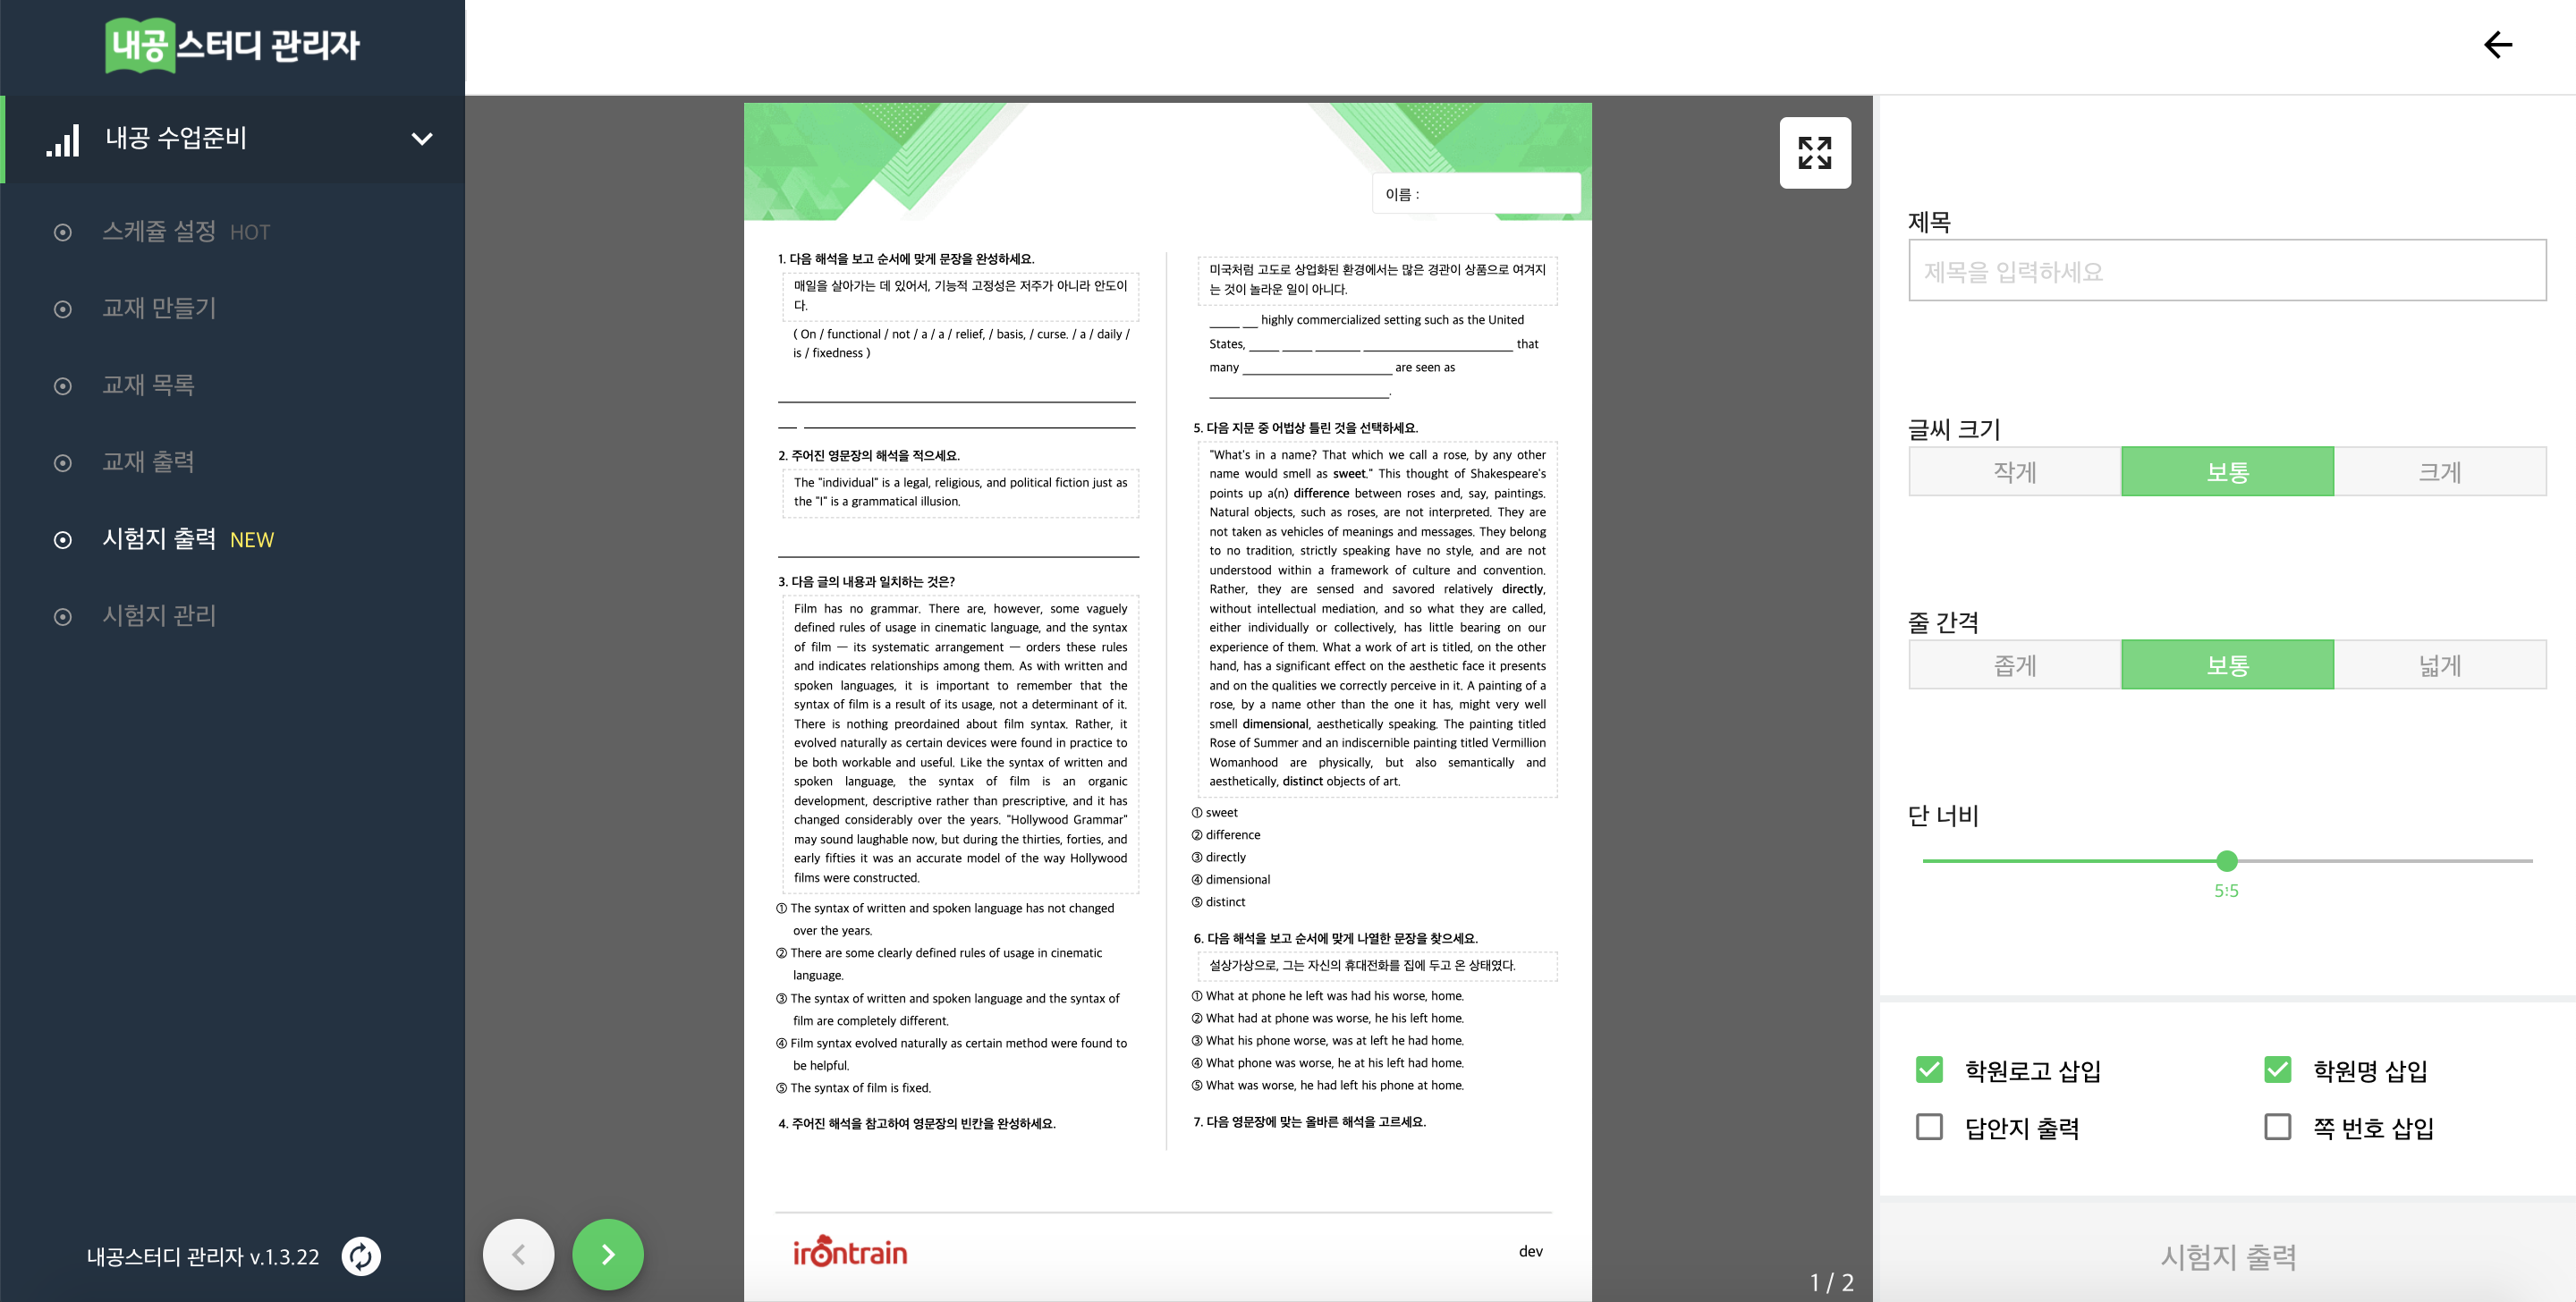 내공 스터디 관리자
내공 수업준비
스케쥴 설정 HOT
교재 만들기
교재 목록
교재 출력
시험지 출력 NEW
시험지 관리
내공스터디 관리자 v.1.3.22
이름 :
1. 다음 해석을 보고 순서에 맞게 문장을 완성하세요.
매일을 살아가는 데 있어서, 기능적 고정성은 저주가 아니라 안도이
다.
( On / functional / not / a / a / relief, / basis, / curse. / a / daily /
is / fixedness )
2. 주어진 영문장의 해석을 적으세요.
The "individual" is a legal, religious, and political fiction just as
the "I" is a grammatical illusion.
3. 다음 글의 내용과 일치하는 것은?
Film has no grammar. There are, however, some vaguely
defined rules of usage in cinematic language, and the syntax
of film — its systematic arrangement — orders these rules
and indicates relationships among them. As with written and
spoken languages, it is important to remember that the
syntax of film is a result of its usage, not a determinant of it.
There is nothing preordained about film syntax. Rather, it
evolved naturally as certain devices were found in practice to
be both workable and useful. Like the syntax of written and
spoken language, the syntax of film is an organic
development, descriptive rather than prescriptive, and it has
changed considerably over the years. "Hollywood Grammar"
may sound laughable now, but during the thirties, forties, and
early fifties it was an accurate model of the way Hollywood
films were constructed.
① The syntax of written and spoken language has not changed
over the years.
② There are some clearly defined rules of usage in cinematic
language.
③ The syntax of written and spoken language and the syntax of
film are completely different.
④ Film syntax evolved naturally as certain method were found to
be helpful.
⑤ The syntax of film is fixed.
4. 주어진 해석을 참고하여 영문장의 빈칸을 완성하세요.
미국처럼 고도로 상업화된 환경에서는 많은 경관이 상품으로 여겨지
는 것이 놀라운 일이 아니다.
____ __ highly commercialized setting such as the United
States, ____ ____ ______ ____________________ that
many ____________________ are seen as
________________________.
5. 다음 지문 중 어법상 틀린 것을 선택하세요.
"What's in a name? That which we call a rose, by any other
name would smell as sweet." This thought of Shakespeare's
points up a(n) difference between roses and, say, paintings.
Natural objects, such as roses, are not interpreted. They are
not taken as vehicles of meanings and messages. They belong
to no tradition, strictly speaking have no style, and are not
understood within a framework of culture and convention.
Rather, they are sensed and savored relatively directly,
without intellectual mediation, and so what they are called,
either individually or collectively, has little bearing on our
experience of them. What a work of art is titled, on the other
hand, has a significant effect on the aesthetic face it presents
and on the qualities we correctly perceive in it. A painting of a
rose, by a name other than the one it has, might very well
smell dimensional, aesthetically speaking. The painting titled
Rose of Summer and an indiscernible painting titled Vermillion
Womanhood are physically, but also semantically and
aesthetically, distinct objects of art.
① sweet
② difference
③ directly
④ dimensional
⑤ distinct
6. 다음 해석을 보고 순서에 맞게 나열한 문장을 찾으세요.
설상가상으로, 그는 자신의 휴대전화를 집에 두고 온 상태였다.
① What at phone he left was had his worse, home.
② What had at phone was worse, he his left home.
③ What his phone worse, was at left he had home.
④ What phone was worse, he at his left had home.
⑤ What was worse, he had left his phone at home.
7. 다음 영문장에 맞는 올바른 해석을 고르세요.
irontrain
dev
1 / 2
제목
제목을 입력하세요
글씨 크기
작게 보통 크게
줄 간격
좁게 보통 넓게
단 너비
5:5
학원로고 삽입 학원명 삽입
답안지 출력 쪽 번호 삽입
시험지 출력